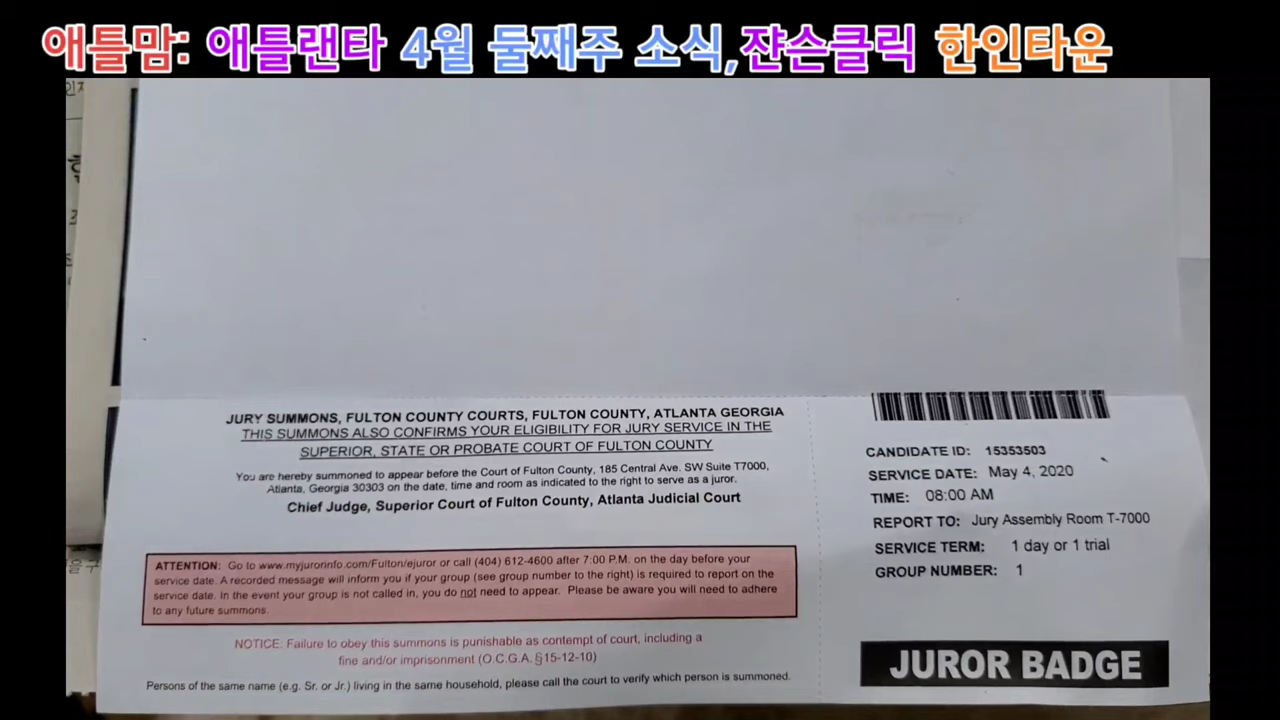 애틀맘: 애틀랜타 4월 둘째주 소식,쟌슨클릭 한인타운
JURY SUMMONS, FULTON COUNTY COURTS, FULTON COUNTY, ATLANTA GEORGIA
THIS SUMMONS ALSO CONFIRMS YOUR ELIGIBILITY FOR JURY SERVICE IN THE
SUPERIOR, STATE OR PROBATE COURT OF FULTON COUNTY
You are hereby summoned to appear before the Court of Fulton County, 185 Central Ave. SW Suite T7000,
Atlanta, Georgia 30303 on the date, time and room as indicated to the right to serve as a juror.
Chief Judge, Superior Court of Fulton County, Atlanta Judicial Court
ATTENTION: Go to www.myjurorinfo.com/Fulton/ejuror or call (404) 612-4600 after 7:00 P.M. on the day before your
service date. A recorded message will inform you if your group (see group number to the right) is required to report on the
service date. In the event your group is not called in, you do not need to appear. Please be aware you will need to adhere
to any future summons.
NOTICE: Failure to obey this summons is punishable as contempt of court, including a
fine and/or imprisonment (O.C.G.A. §15-12-10)
Persons of the same name (e.g. Sr. or Jr.) living in the same household, please call the court to verify which person is summoned.
CANDIDATE ID: 15353503
SERVICE DATE: May 4, 2020
TIME: 08:00 AM
REPORT TO: Jury Assembly Room T-7000
SERVICE TERM: 1 day or 1 trial
GROUP NUMBER: 1
JUROR BADGE